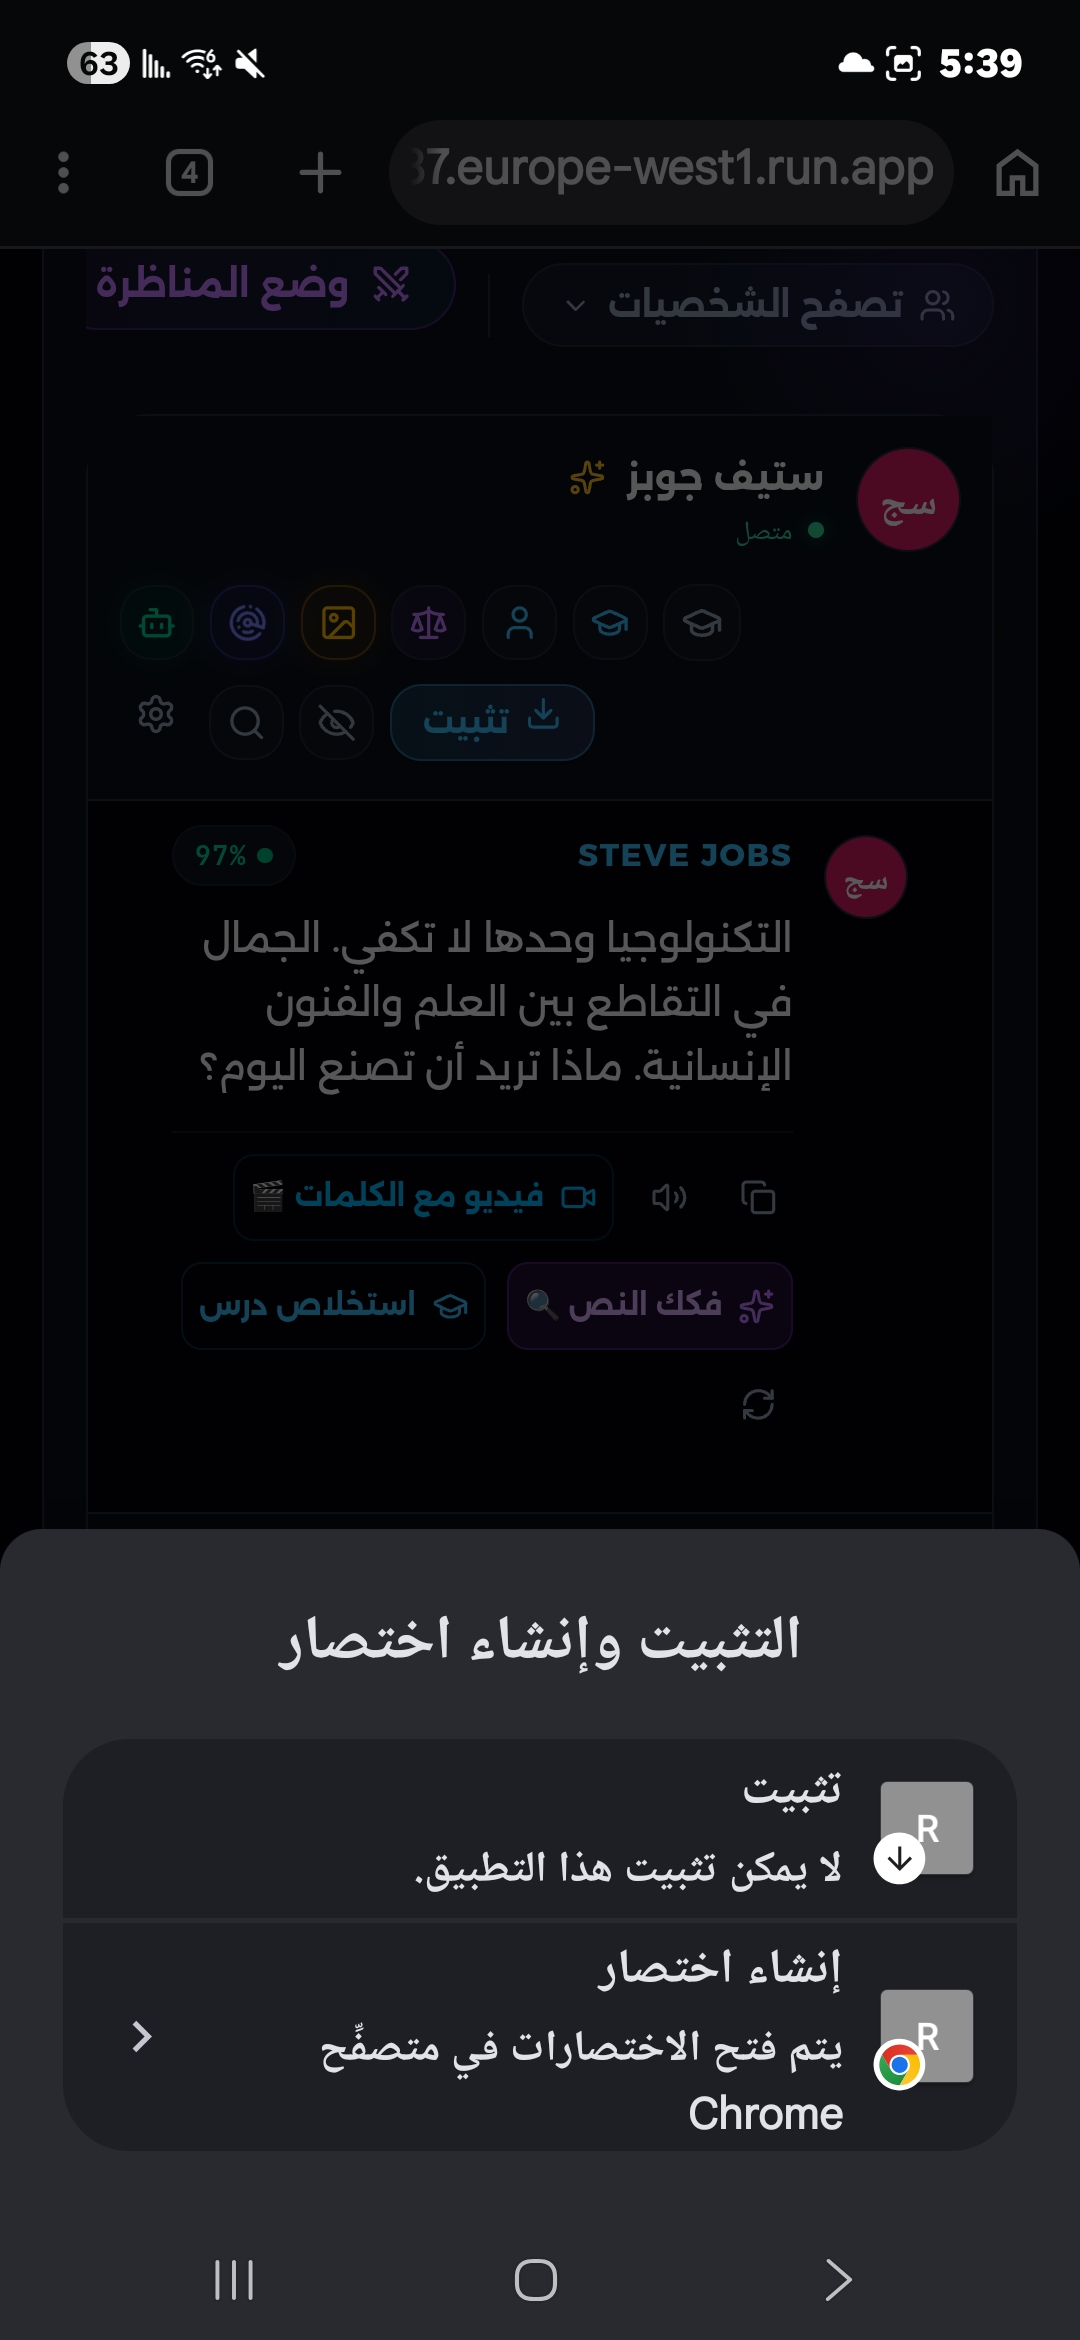 63
6
5:39
4
37.europe-west1.run.app
تصفح الشخصيات
وضع المناظرة
سج
ستيف جوبز
متصل
تثبيت
سج
STEVE JOBS
97%
التكنولوجيا وحدها لا تكفي. الجمال
في التقاطع بين العلم والفنون
الإنسانية. ماذا تريد أن تصنع اليوم؟
فيديو مع الكلمات
فكك النص
استخلاص درس
التثبيت وإنشاء اختصار
R
تثبيت
لا يمكن تثبيت هذا التطبيق.
R
إنشاء اختصار
يتم فتح الاختصارات في متصفِّح
Chrome